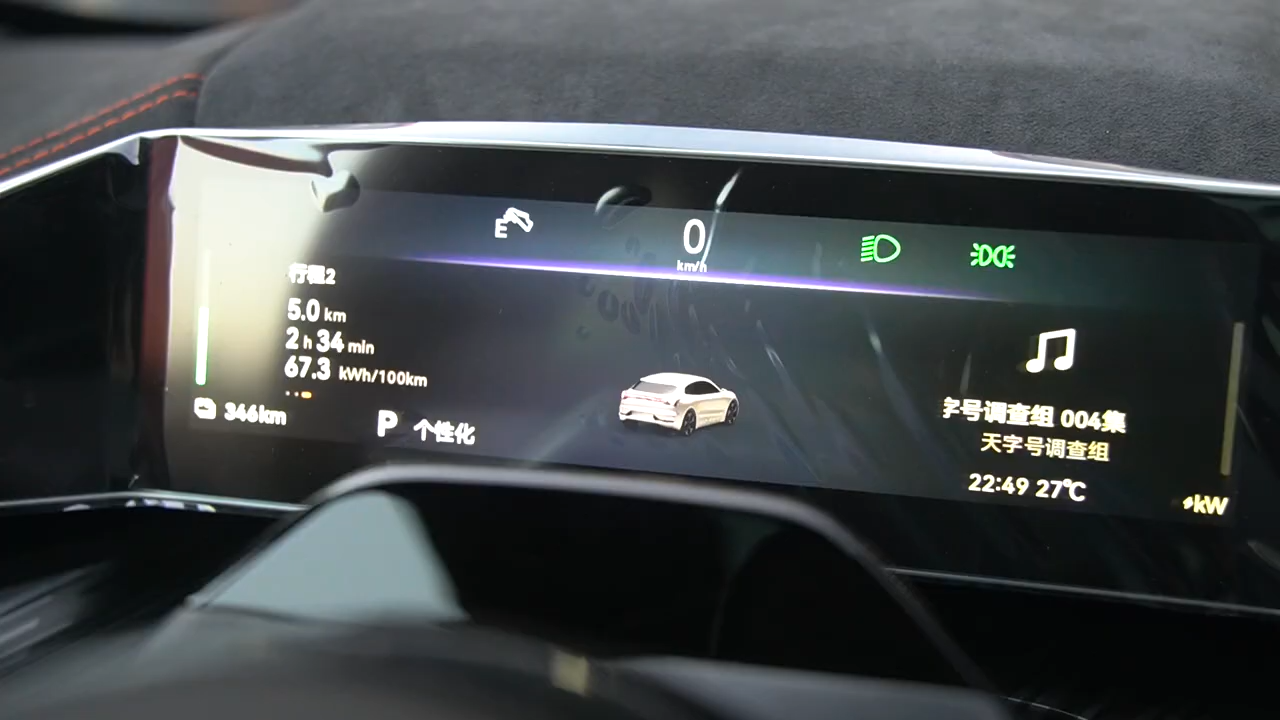 E
0
km/h
行程2
5.0 km
2 h 34 min
67.3 kWh/100km
346km
P 个性化
字号调查组 004集
天字号调查组
22:49 27℃
kW